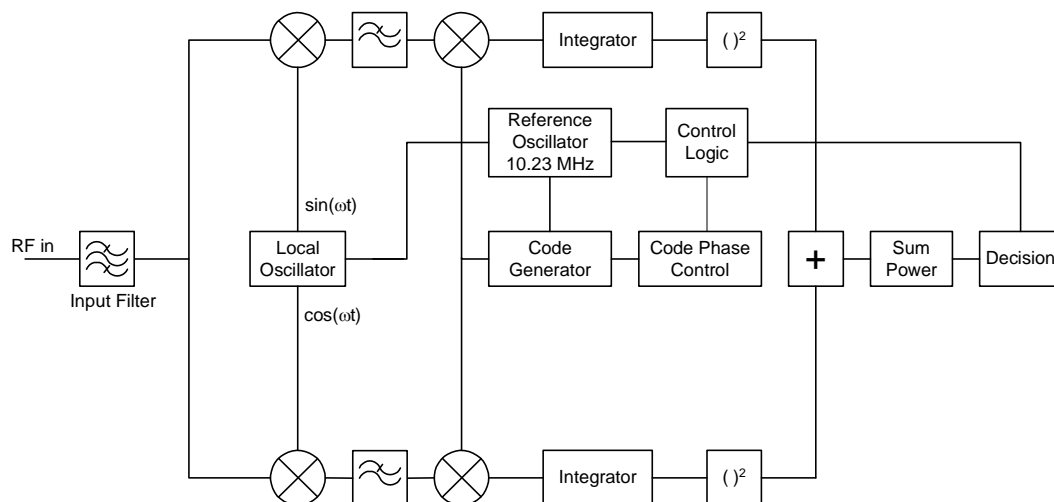 Integrator
( )²
Reference
Oscillator
10.23 MHz
Control
Logic
sin(ωt)
RF in
Input Filter
Local
Oscillator
Code
Generator
Code Phase
Control
+
Sum
Power
Decision
cos(ωt)
Integrator
( )²